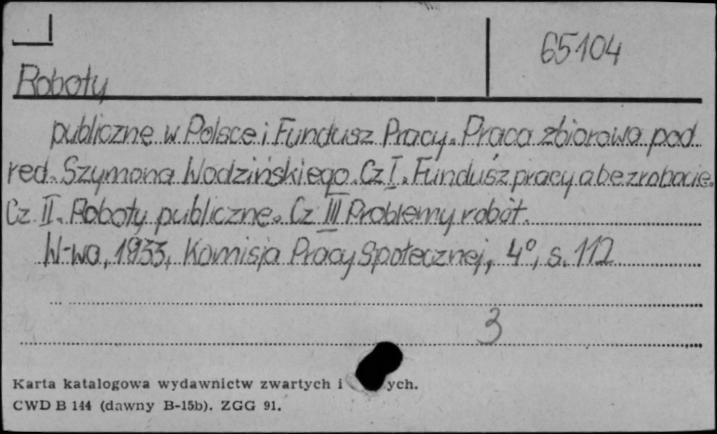 65104
Roboty
publiczne w Polsce i Fundusz Pracy. Praca zbiorowa pod
red. Szymona Wodzińskiego. Cz I. Fundusz pracy a bezrobocie.
Cz II. Roboty publiczne. Cz III Problemy robót.
W-wa, 1933, Komisja Pracy Społecznej, 4°, s. 112
3
Karta katalogowa wydawnictw zwartych i ych.
CWD B 144 (dawny B-15b). ZGG 91.